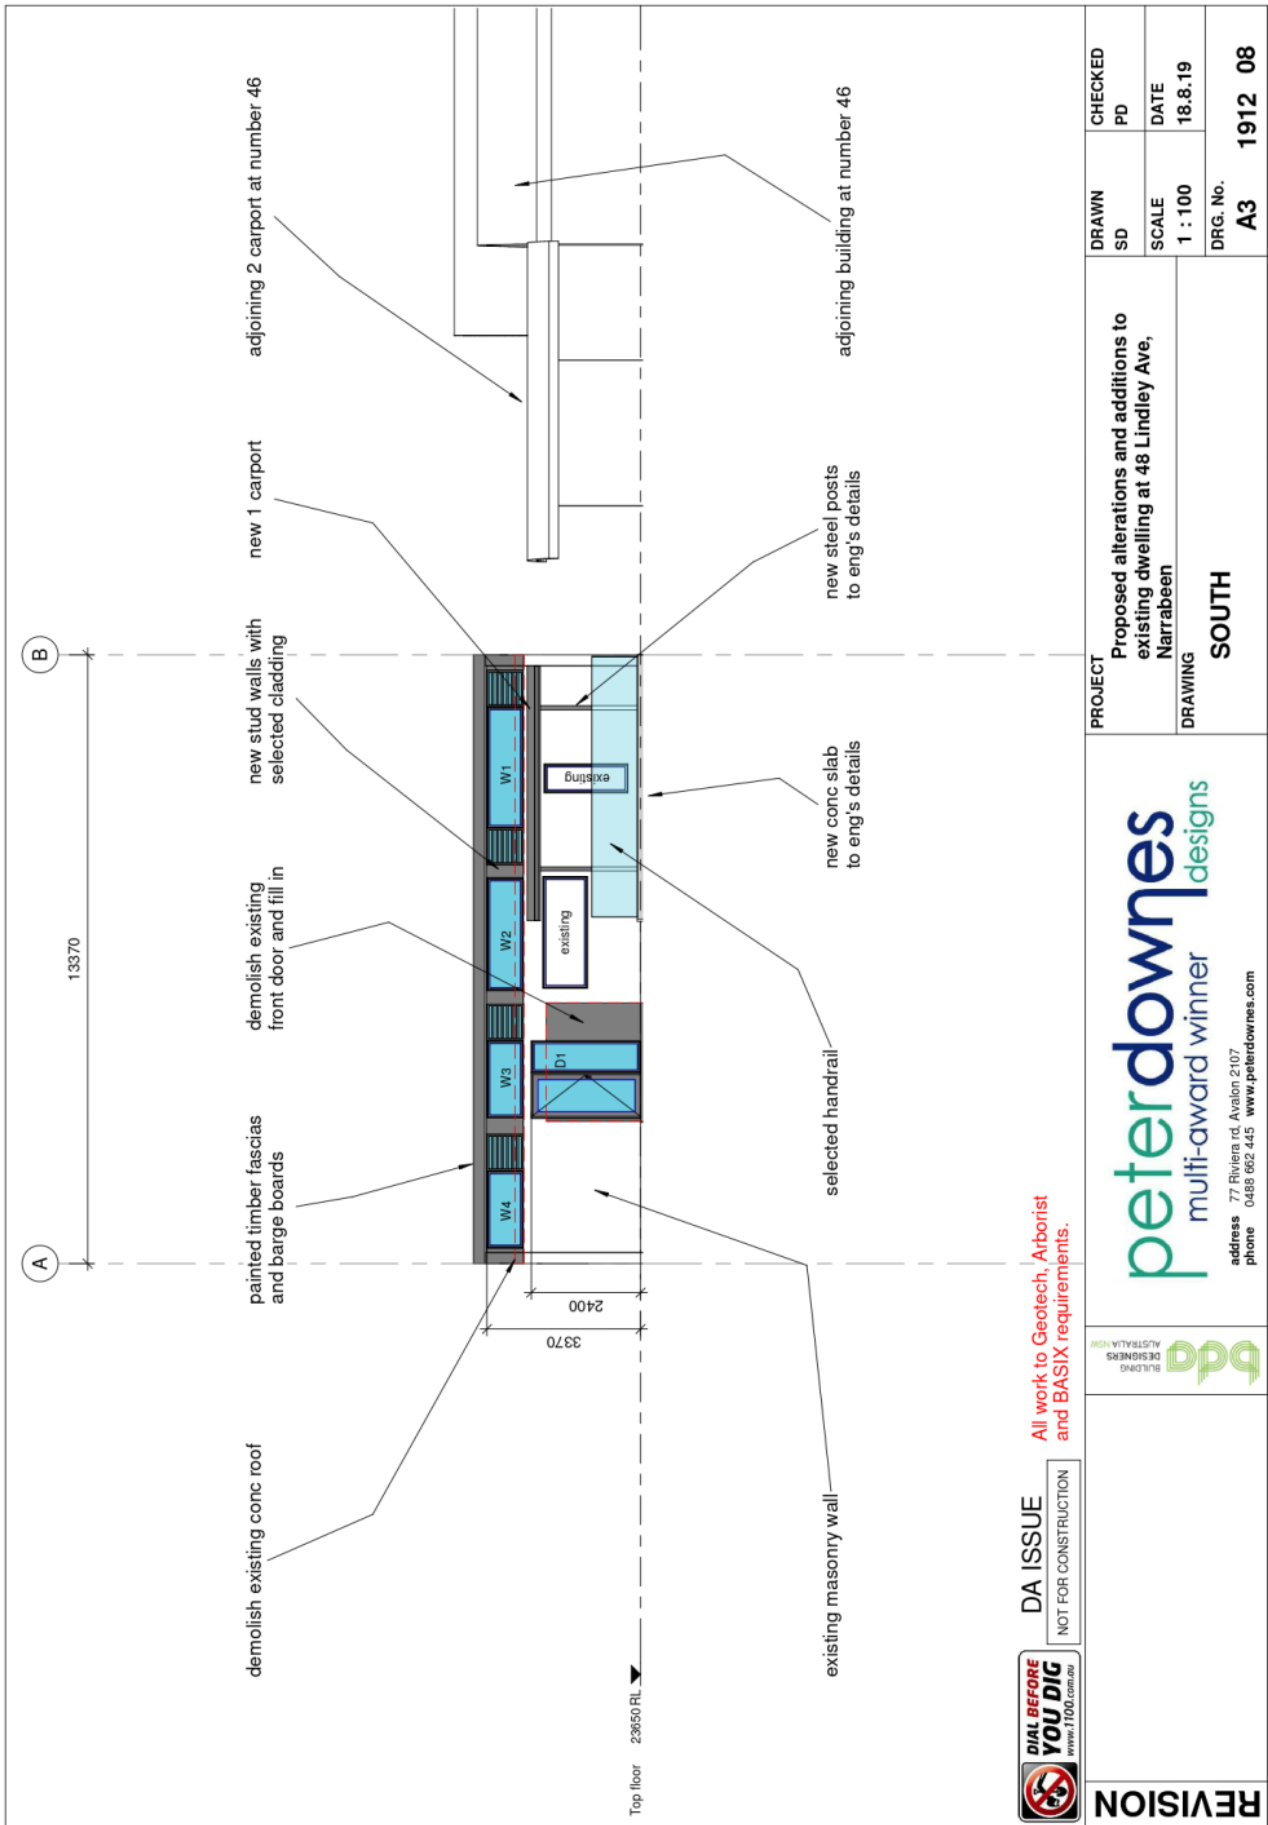 A
B
13370
demolish existing conc roof
painted timber fascias
and barge boards
demolish existing
front door and fill in
new stud walls with
selected cladding
new 1 carport
adjoining 2 carport at number 46
W4
W3
W2
W1
D1
existing
existing
3370
2400
Top floor 23650 RL
existing masonry wall
selected handrail
new conc slab
to eng's details
new steel posts
to eng's details
adjoining building at number 46
DIAL BEFORE
YOU DIG
www.1100.com.au
DA ISSUE
NOT FOR CONSTRUCTION
All work to Geotech, Arborist
and BASIX requirements.
REVISION
BUILDING
DESIGNERS
AUSTRALIA NSW
bda
peterdownes
multi-award winner designs
address 77 Riviera rd, Avalon 2107
phone 0488 662 445 www.peterdownes.com
PROJECT
Proposed alterations and additions to
existing dwelling at 48 Lindley Ave,
Narrabeen
DRAWING
SOUTH
DRAWN
SD
CHECKED
PD
SCALE
1 : 100
DATE
18.8.19
DRG. No.
A3 1912 08